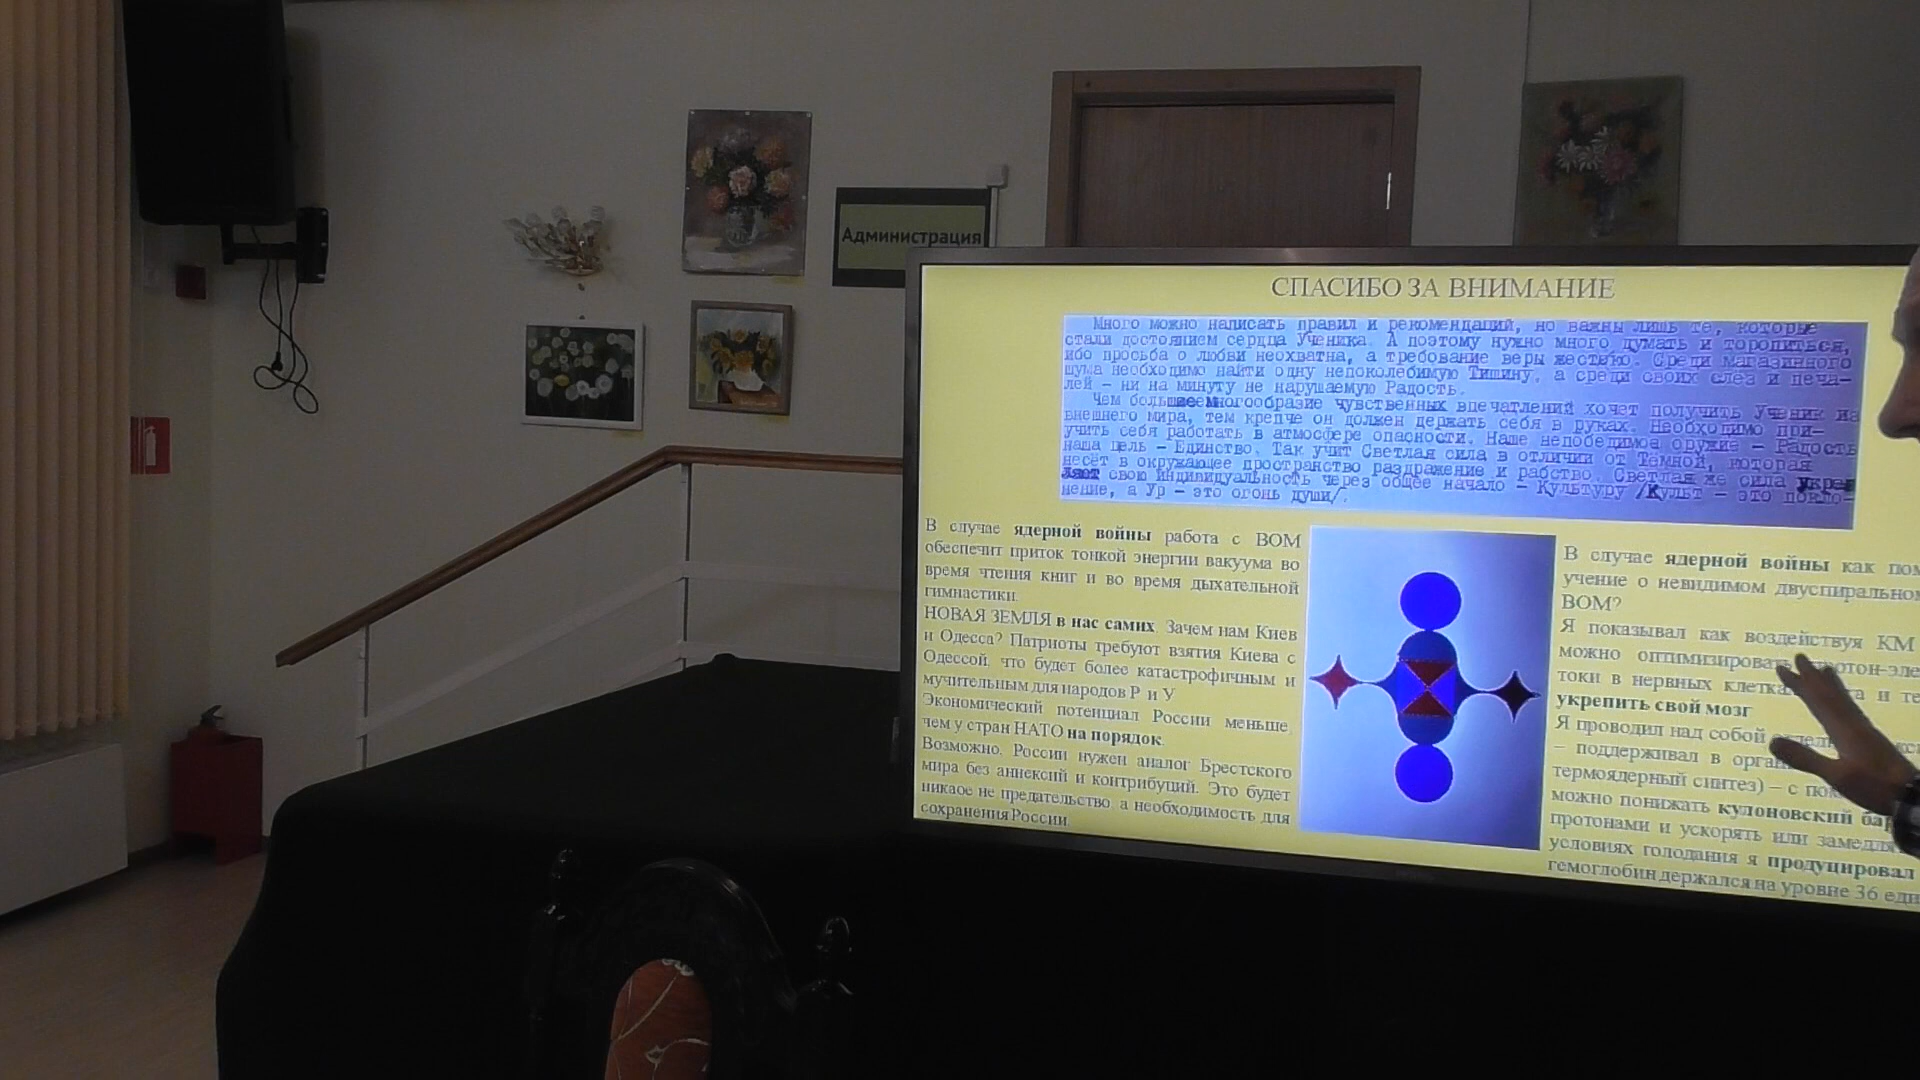 Администрация
СПАСИБО ЗА ВНИМАНИЕ
Много можно написать правил и рекомендаций, но важны лишь те, которые
стали достоянием сердца Ученика. А поэтому нужно много думать и торопиться,
ибо просьба о любви неохватна, а требование веры жестоко. Среди магазинного
шума необходимо найти одну непоколебимую Тишину, а среди своих слёз и печа-
лей – ни на минуту не нарушаемую Радость.
Чем большее многообразие чувственных впечатлений хочет получить Ученик из
внешнего мира, тем крепче он должен держать себя в руках. Необходимо при-
учить себя работать в атмосфере опасности. Наше непобедимое оружие – Радость
наша цель – Единство. Так учит Светлая сила в отличии от Тёмной, которая
несёт в окружающее пространство раздражение и рабство. Светлая же сила
ляет свою индивидуальность через общее начало – Культуру /Культ – это покло-
нение, а Ур – это огонь души/.
В случае ядерной войны работа с ВОМ
обеспечит приток тонкой энергии вакуума во
время чтения книг и во время дыхательной
гимнастики.
НОВАЯ ЗЕМЛЯ в нас самих. Зачем нам Киев
и Одесса? Патриоты требуют взятия Киева с
Одессой, что будет более катастрофичным и
мучительным для народов Р и У
Экономический потенциал России меньше,
чем у стран НАТО на порядок.
Возможно, России нужен аналог Брестского
мира без аннексий и контрибуций. Это будет
никаое не предательство, а необходимость для
сохранения России.
В случае ядерной войны как
учение о невидимом
ВОМ?
Я показывал как воздействуя КМ
можно оптимизировать
токи в нервных и
укрепить свой мозг
Я проводил над собой
– поддерживал в
термоядерный синтез) – с
можно понижать кулоновский
протонами и ускорять или
условиях голодания я продуцировал
гемоглобин держался на уровне 36